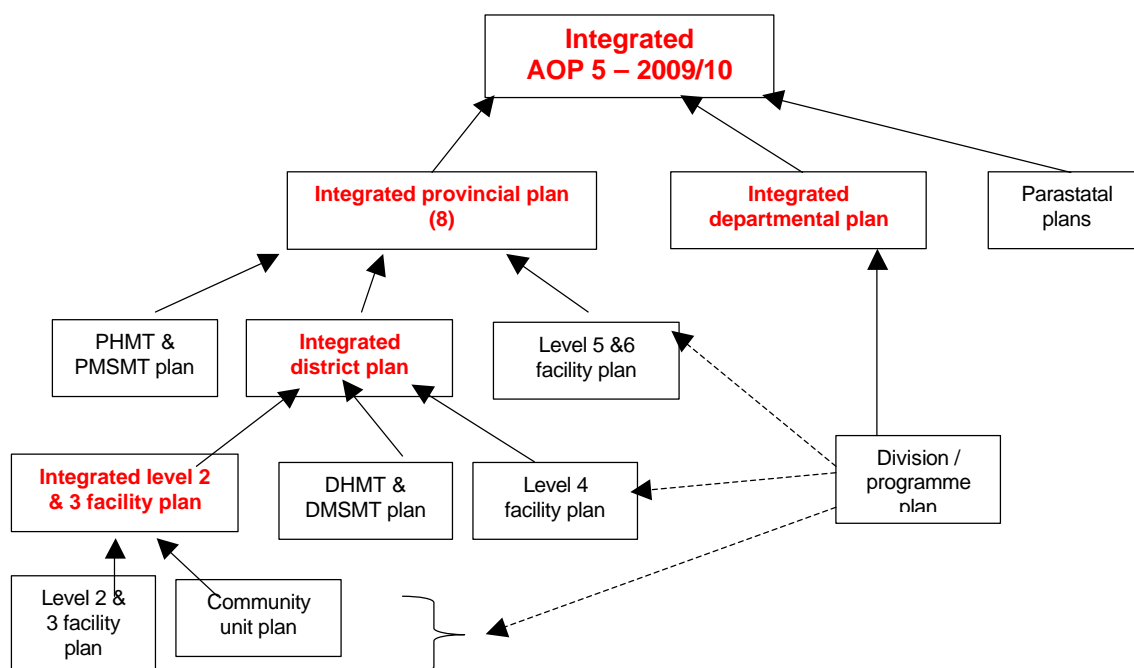 Integrated
AOP 5 – 2009/10
Integrated provincial plan
(8)
Integrated
departmental plan
Parastatal
plans
PHMT &
PMSMT plan
Integrated
district plan
Level 5 &6
facility plan
Integrated level 2
& 3 facility plan
DHMT &
DMSMT plan
Level 4
facility plan
Division /
programme
plan
Level 2 &
3 facility
plan
Community
unit plan